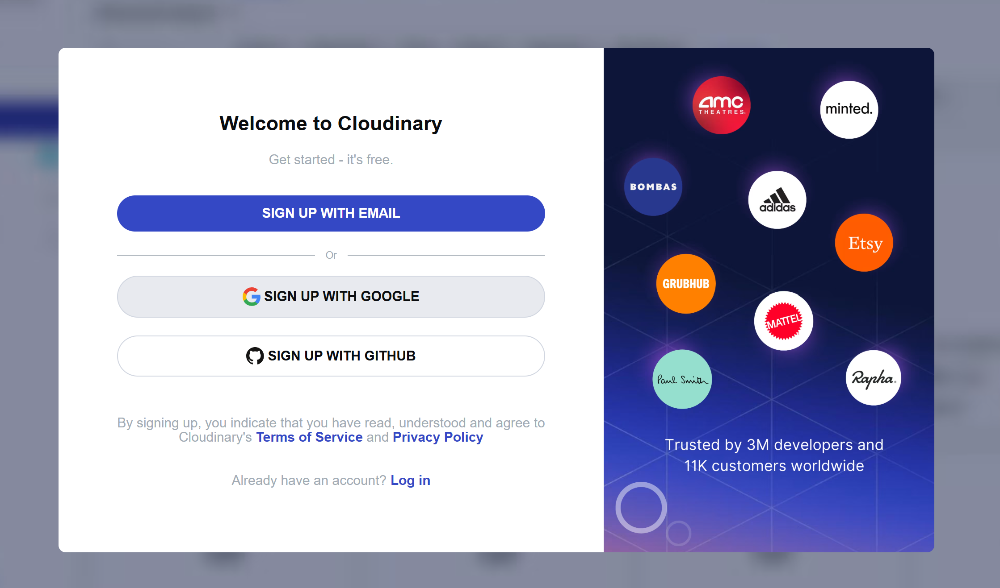 Welcome to Cloudinary
Get started - it's free.
SIGN UP WITH EMAIL
Or
SIGN UP WITH GOOGLE
SIGN UP WITH GITHUB
By signing up, you indicate that you have read, understood and agree to
Cloudinary's Terms of Service and Privacy Policy
Already have an account? Log in
amc
THEATRES
minted.
BOMBAS
adidas
Etsy
GRUBHUB
MATTEL
Paul Smith
Rapha
Trusted by 3M developers and
11K customers worldwide